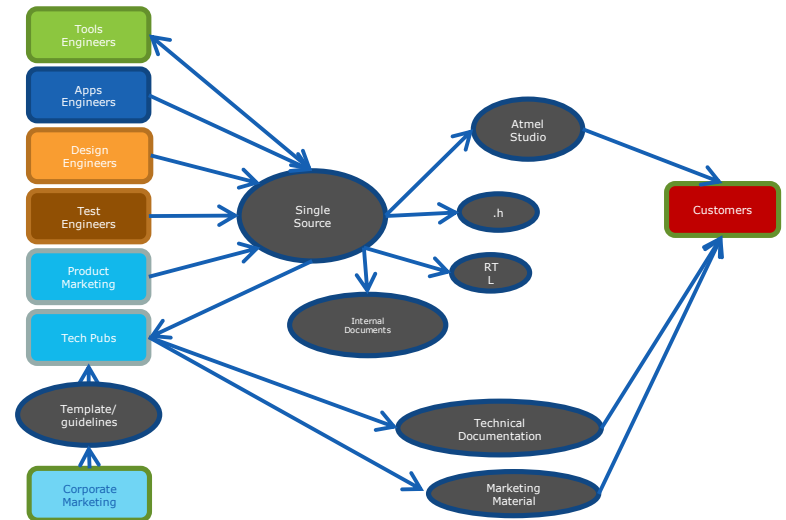 Tools
Engineers
Apps
Engineers
Design
Engineers
Test
Engineers
Product
Marketing
Tech Pubs
Template/
guidelines
Corporate
Marketing
Single
Source
Atmel
Studio
.h
RT
L
Internal
Documents
Technical
Documentation
Marketing
Material
Customers